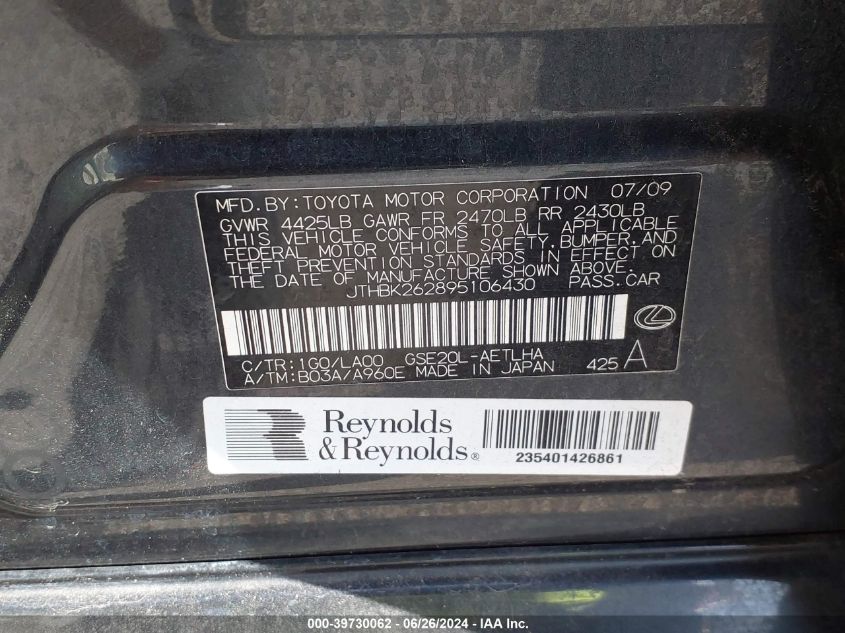 MFD.BY:TOYOTA MOTOR CORPORATION 07/09
GVWR 4425LB GAWR FR 2470LB RR 2430LB
THIS VEHICLE CONFORMS TO ALL APPLICABLE
FEDERAL MOTOR VEHICLE SAFETY,BUMPER,AND
THEFT PREVENTION STANDARDS IN EFFECT ON
THE DATE OF MANUFACTURE SHOWN ABOVE.
JTHBK262895106430 PASS.CAR
C/TR:1G0/LA00 GSE20L-AETLHA
A/TM:B03A/A960E MADE IN JAPAN 425 A
Reynolds
&Reynolds®
235401426861
000-39730062 - 06/26/2024 - IAA Inc.